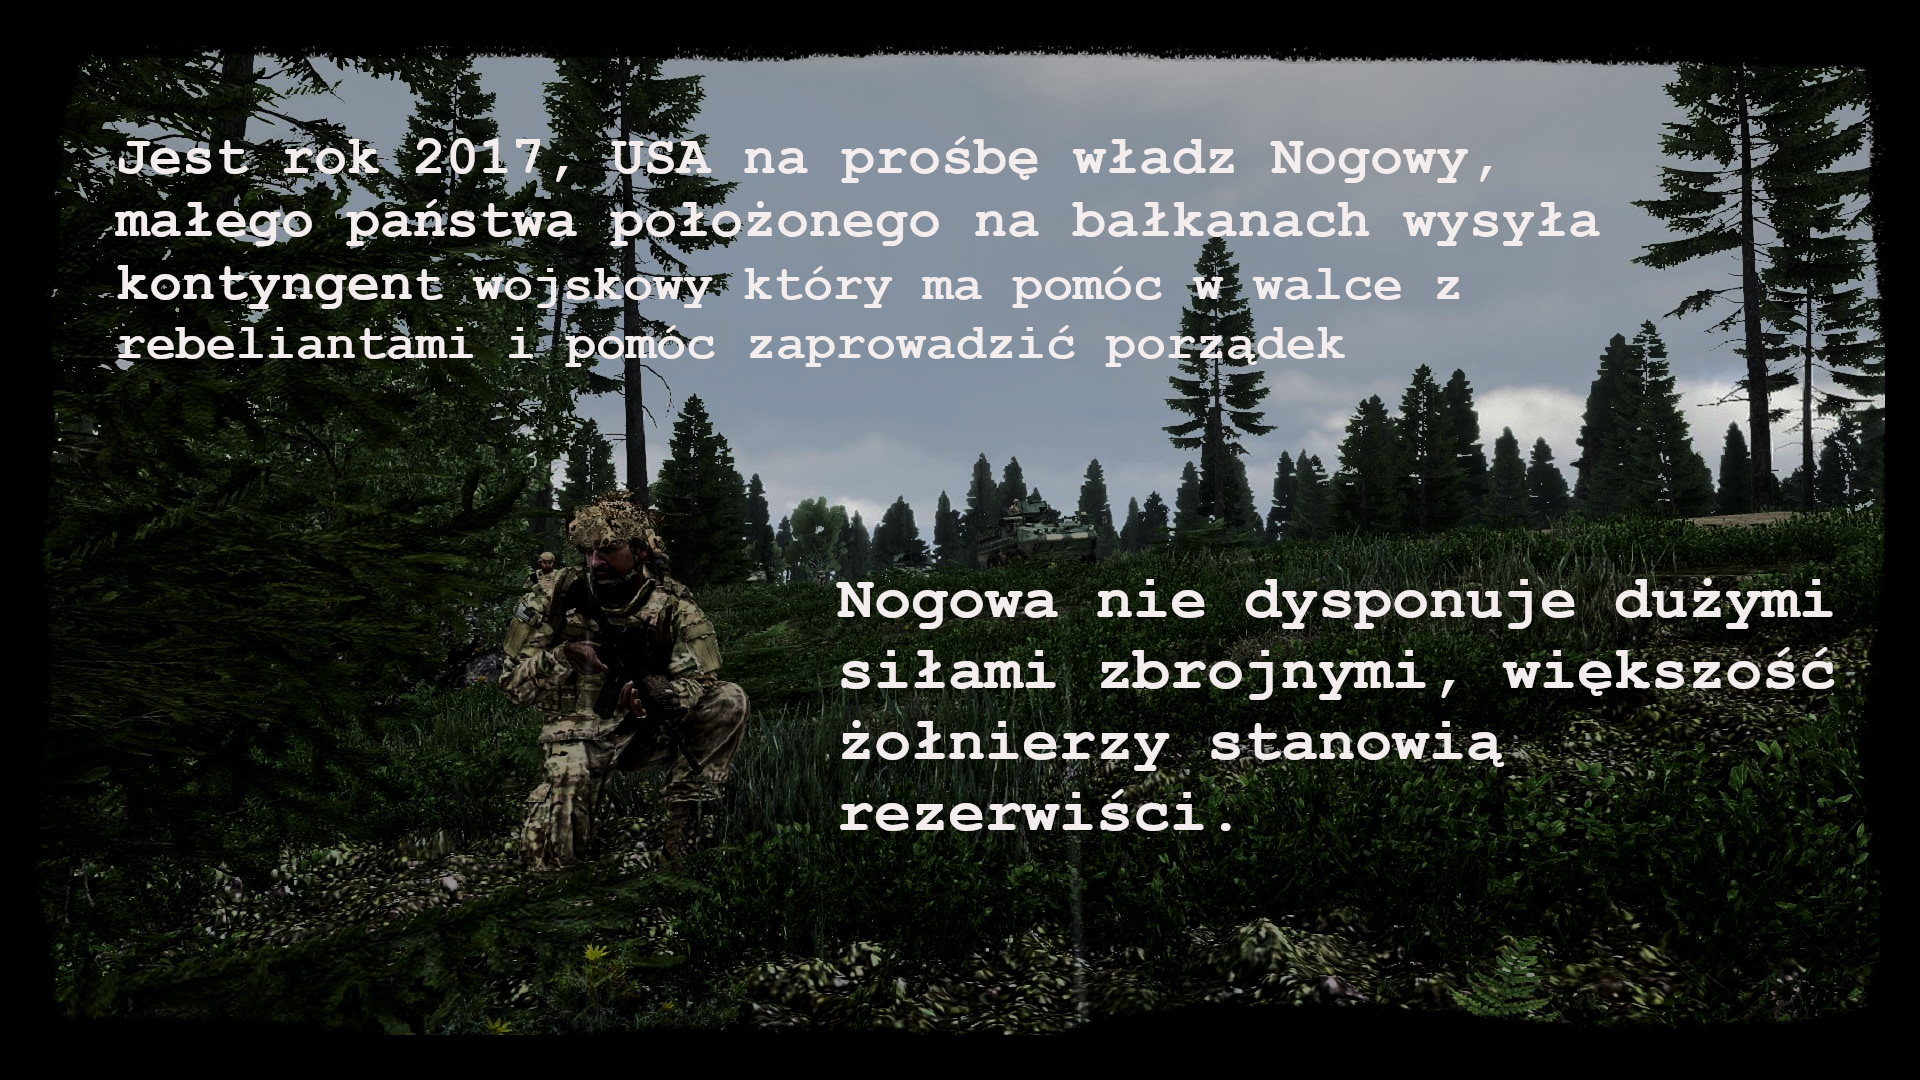 Jest rok 2017, USA na prośbę władz Nogowy,
małego państwa położonego na bałkanach wysyła
kontyngent wojskowy który ma pomóc w walce z
rebeliantami i pomóc zaprowadzić porządek
Nogowa nie dysponuje dużymi
siłami zbrojnymi, większość
żołnierzy stanowią
rezerwiści.